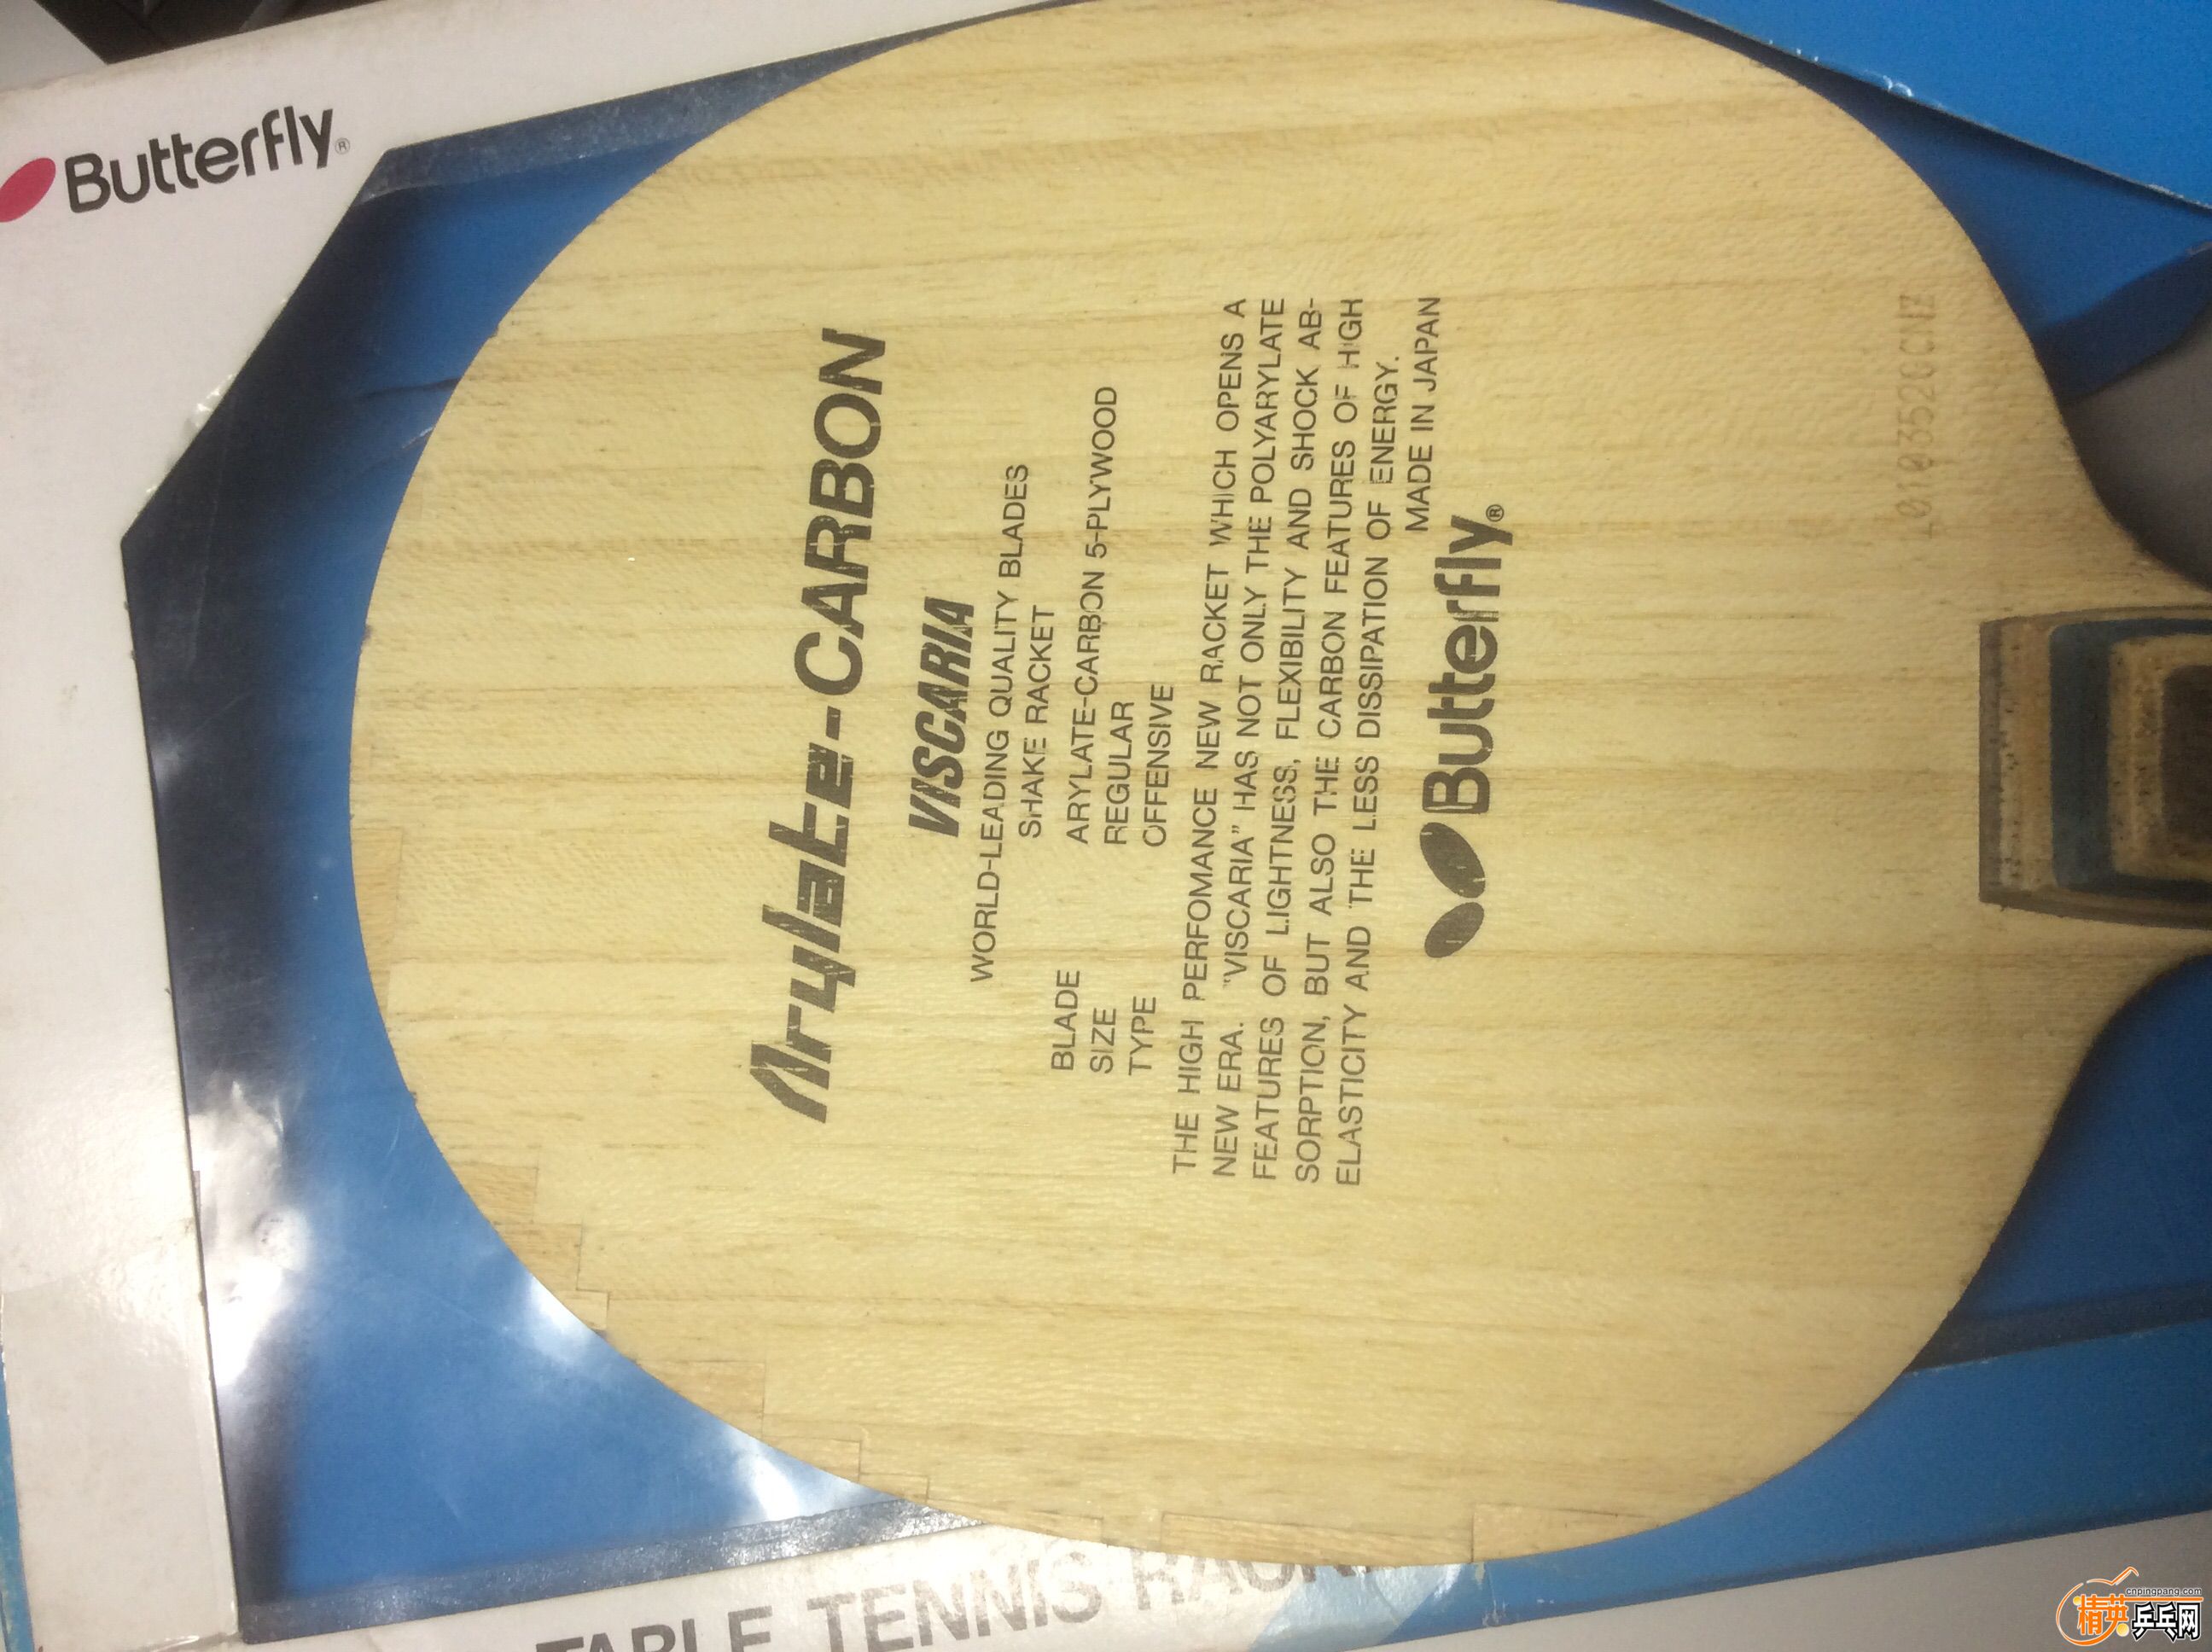 Butterfly®
Arylate-CARBON
VISCARIA
WORLD-LEADING QUALITY BLADES
SHAKE RACKET
BLADE ARYLATE-CARBON 5-PLYWOOD
SIZE REGULAR
TYPE OFFENSIVE
THE HIGH PERFOMANCE NEW RACKET WHICH OPENS A
NEW ERA. "VISCARIA" HAS NOT ONLY THE POLYARYLATE
FEATURES OF LIGHTNESS, FLEXIBILITY AND SHOCK AB-
SORPTION, BUT ALSO THE CARBON FEATURES OF HIGH
ELASTICITY AND THE LESS DISSIPATION OF ENERGY.
MADE IN JAPAN
Butterfly®
TABLE TENNIS
cnpingpang.com
精英乒乓网